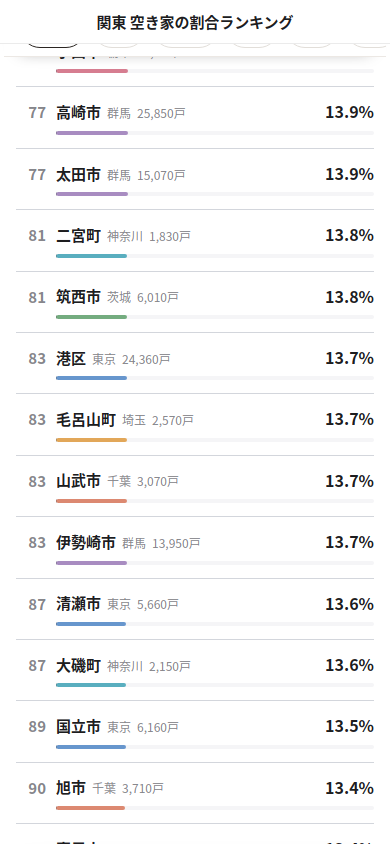 関東 空き家の割合ランキング
77 高崎市 群馬 25,850戸 13.9%
77 太田市 群馬 15,070戸 13.9%
81 二宮町 神奈川 1,830戸 13.8%
81 筑西市 茨城 6,010戸 13.8%
83 港区 東京 24,360戸 13.7%
83 毛呂山町 埼玉 2,570戸 13.7%
83 山武市 千葉 3,070戸 13.7%
83 伊勢崎市 群馬 13,950戸 13.7%
87 清瀬市 東京 5,660戸 13.6%
87 大磯町 神奈川 2,150戸 13.6%
89 国立市 東京 6,160戸 13.5%
90 旭市 千葉 3,710戸 13.4%